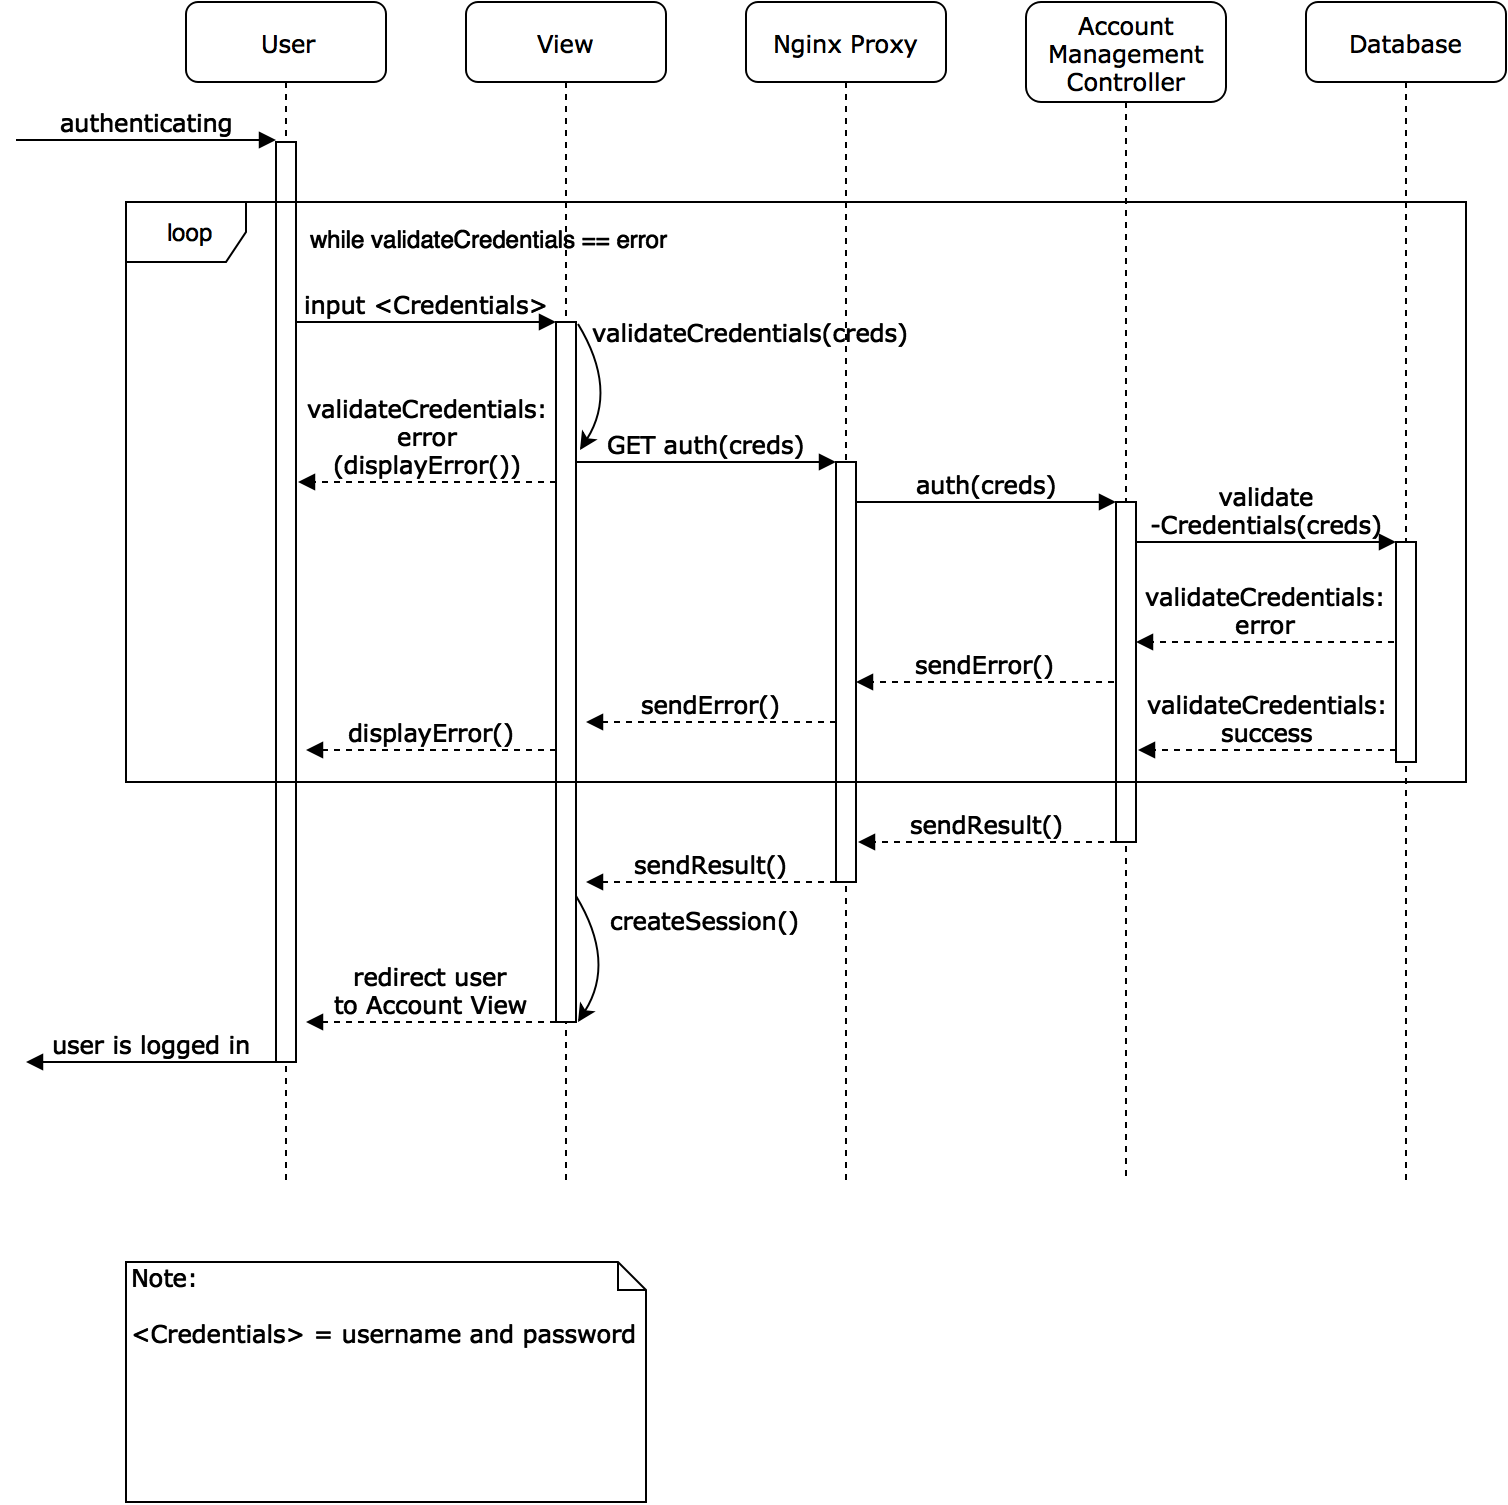 User
View
Nginx Proxy
Account
Management
Controller
Database
authenticating
loop
while validateCredentials == error
input <Credentials>
validateCredentials(creds)
validateCredentials:
error
(displayError())
GET auth(creds)
auth(creds)
validate
-Credentials(creds)
validateCredentials:
error
sendError()
sendError()
validateCredentials:
success
displayError()
sendResult()
sendResult()
createSession()
redirect user
to Account View
user is logged in
Note:
<Credentials> = username and password